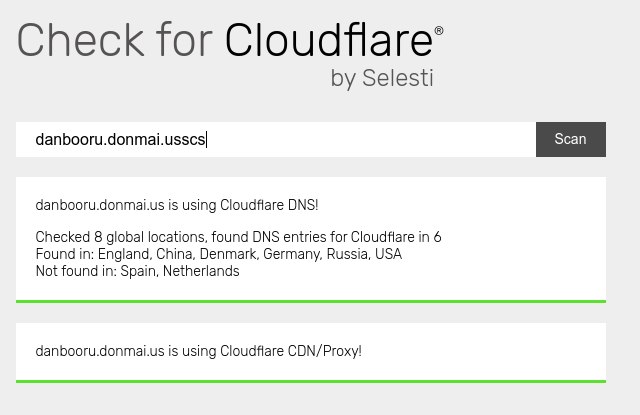 Check for Cloudflare®
by Selesti
danbooru.donmai.usscs
Scan
danbooru.donmai.us is using Cloudflare DNS!
Checked 8 global locations, found DNS entries for Cloudflare in 6
Found in: England, China, Denmark, Germany, Russia, USA
Not found in: Spain, Netherlands
danbooru.donmai.us is using Cloudflare CDN/Proxy!